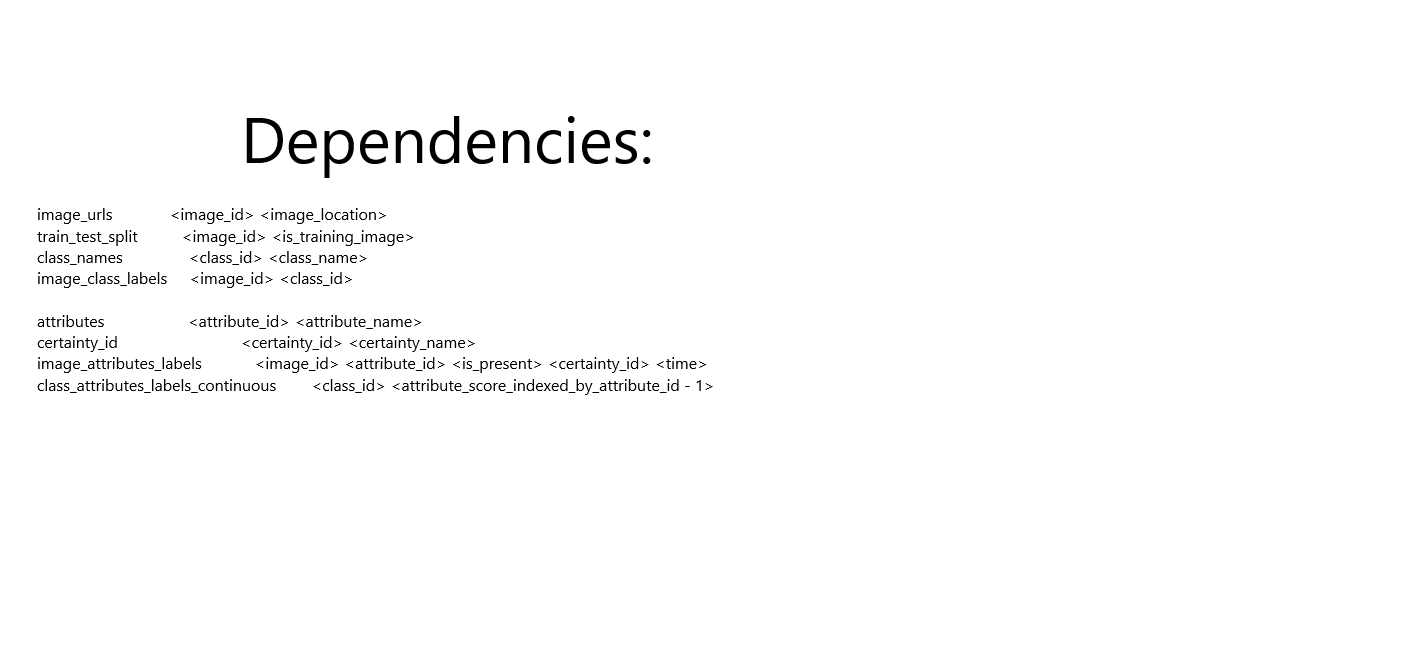 Dependencies:
image_urls <image_id> <image_location>
train_test_split <image_id> <is_training_image>
class_names <class_id> <class_name>
image_class_labels <image_id> <class_id>
attributes <attribute_id> <attribute_name>
certainty_id <certainty_id> <certainty_name>
image_attributes_labels <image_id> <attribute_id> <is_present> <certainty_id> <time>
class_attributes_labels_continuous <class_id> <attribute_score_indexed_by_attribute_id - 1>